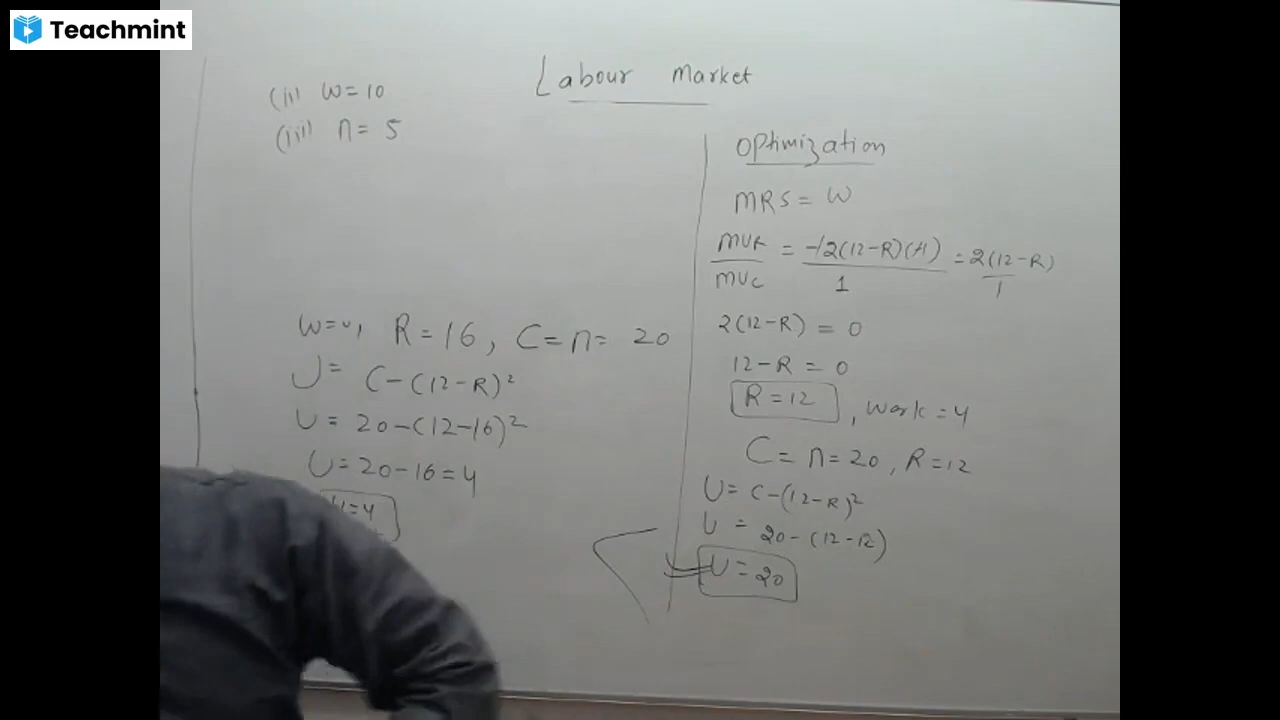 Teachmint
Labour market
(ii) w=10
(iii) n= 5
w=0, R=16, C=n= 20
U= C-(12-R)²
U= 20-(12-16)²
U=20-16=4
U=4
Optimization
MRS= W
MUR/MUC = -2(12-R)(-1)/1 = 2(12-R)/1
2(12-R) = 0
12-R = 0
R=12, work=4
C= n=20, R=12
U= C-(12-R)²
U = 20-(12-12)
U=20